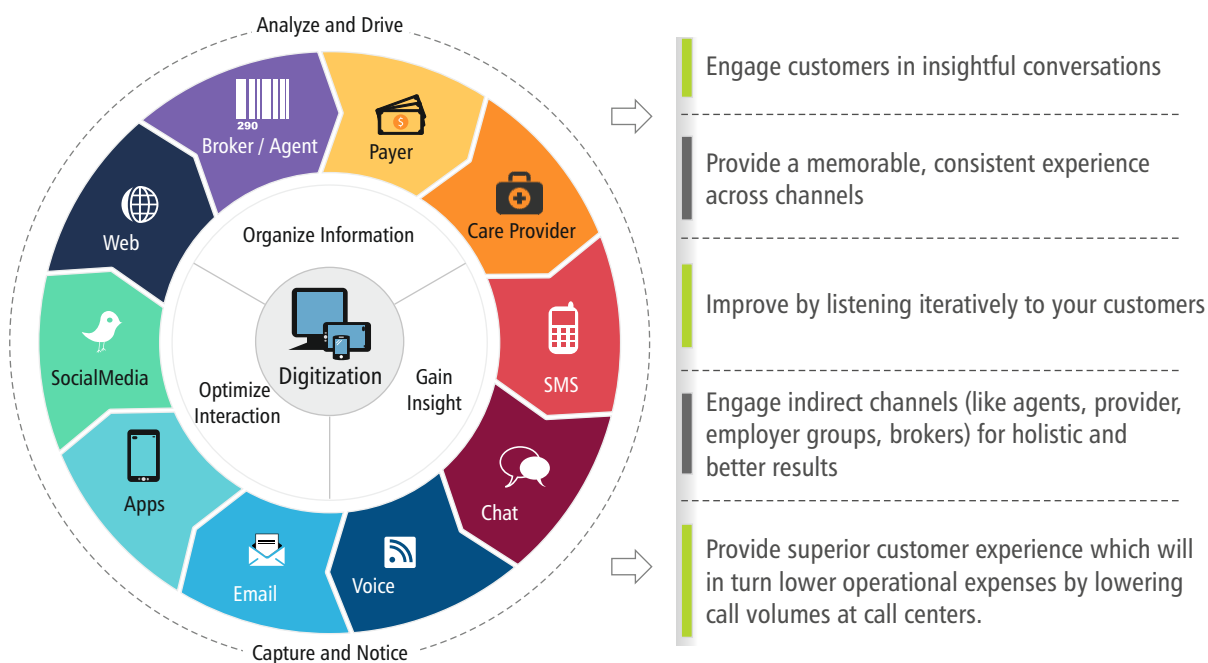 Analyze and Drive
290
Broker / Agent
Payer
Care Provider
SMS
Chat
Voice
Email
Apps
SocialMedia
Web
Organize Information
Gain
Insight
Optimize
Interaction
Digitization
$
Capture and Notice
Engage customers in insightful conversations
Provide a memorable, consistent experience
across channels
Improve by listening iteratively to your customers
Engage indirect channels (like agents, provider,
employer groups, brokers) for holistic and
better results
Provide superior customer experience which will
in turn lower operational expenses by lowering
call volumes at call centers.